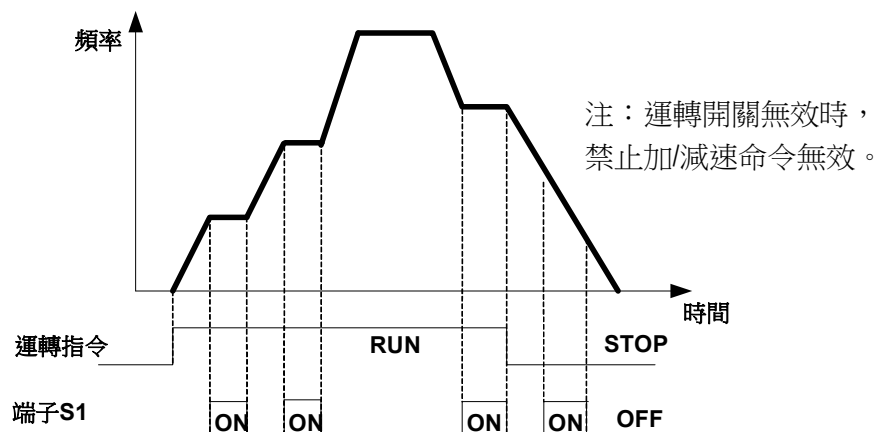 頻率
注：運轉開關無效時，
禁止加/减速命令無效。
時間
運轉指令 RUN STOP
端子S1 ON ON ON ON OFF